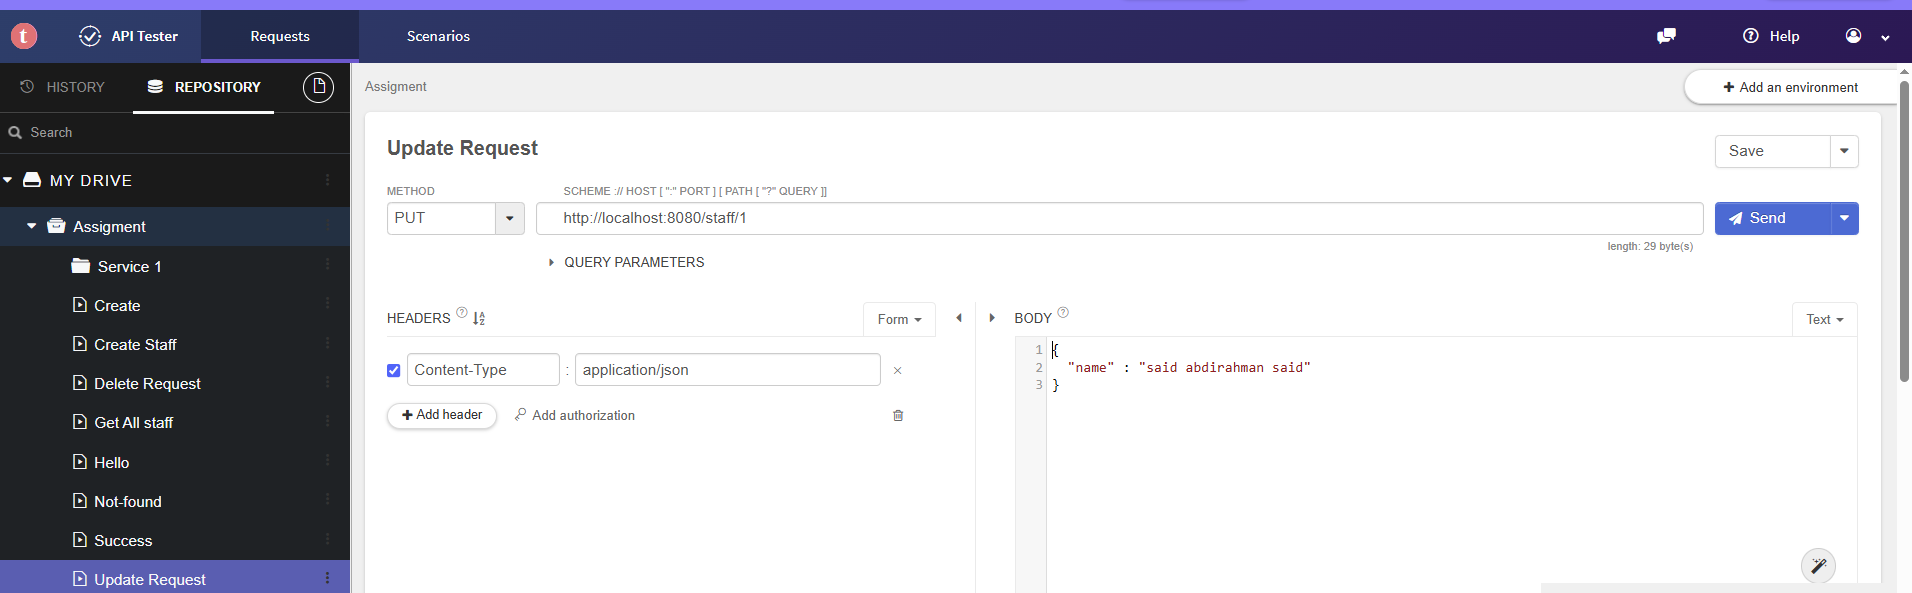 t API Tester Requests Scenarios Help
HISTORY REPOSITORY
Search
MY DRIVE
Assigment
Service 1
Create
Create Staff
Delete Request
Get All staff
Hello
Not-found
Success
Update Request
Assigment
+ Add an environment
Update Request
Save
METHOD SCHEME :// HOST [ ":" PORT ] [ PATH [ "?" QUERY ]]
PUT http://localhost:8080/staff/1 Send
length: 29 byte(s)
QUERY PARAMETERS
HEADERS ? Form
Content-Type : application/json ×
+ Add header Add authorization
BODY ? Text
1 {
2 "name" : "said abdirahman said"
3 }